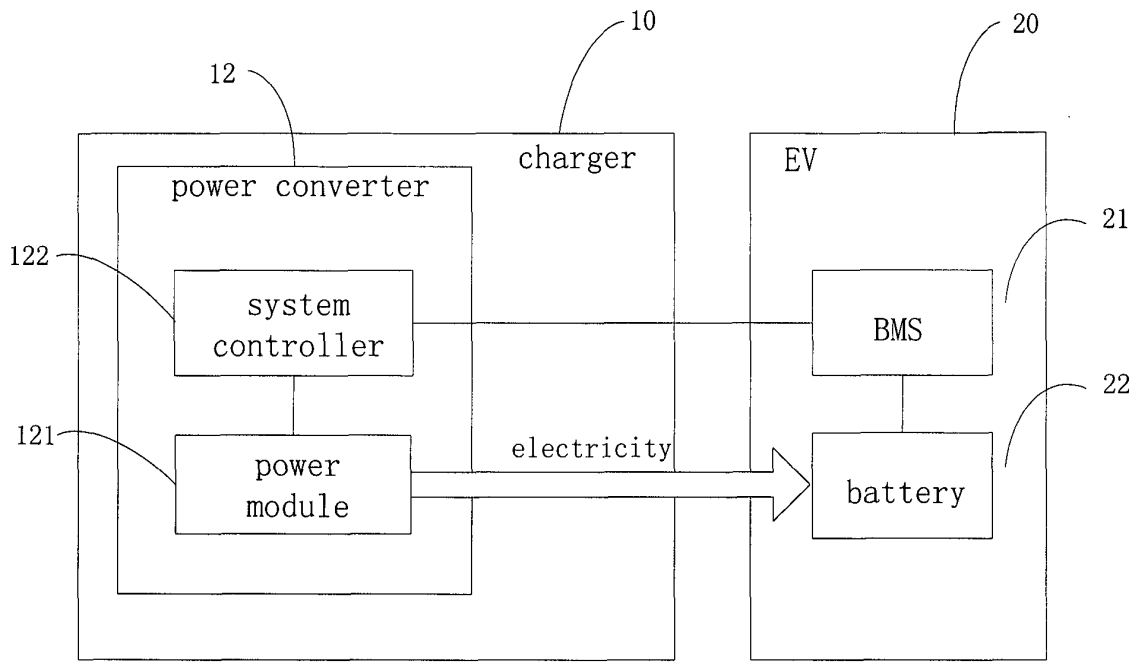 10
20
12
charger
EV
power converter
21
122
system
controller
BMS
22
121
electricity
power
module
battery